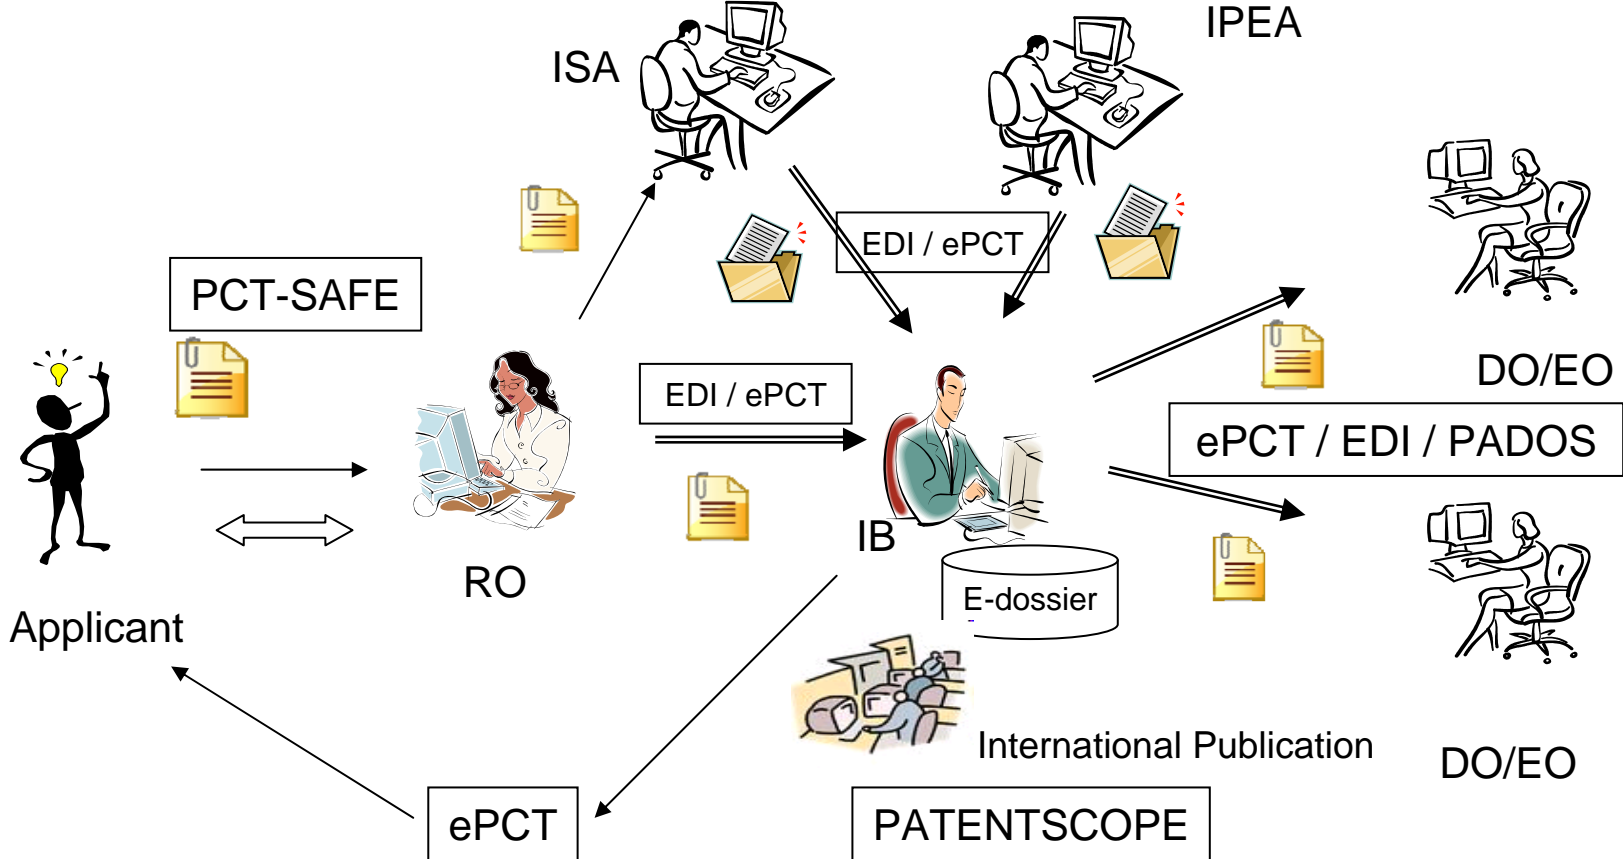 IPEA
ISA
EDI / ePCT
PCT-SAFE
DO/EO
EDI / ePCT
ePCT / EDI / PADOS
IB
RO
E-dossier
Applicant
International Publication
DO/EO
ePCT
PATENTSCOPE